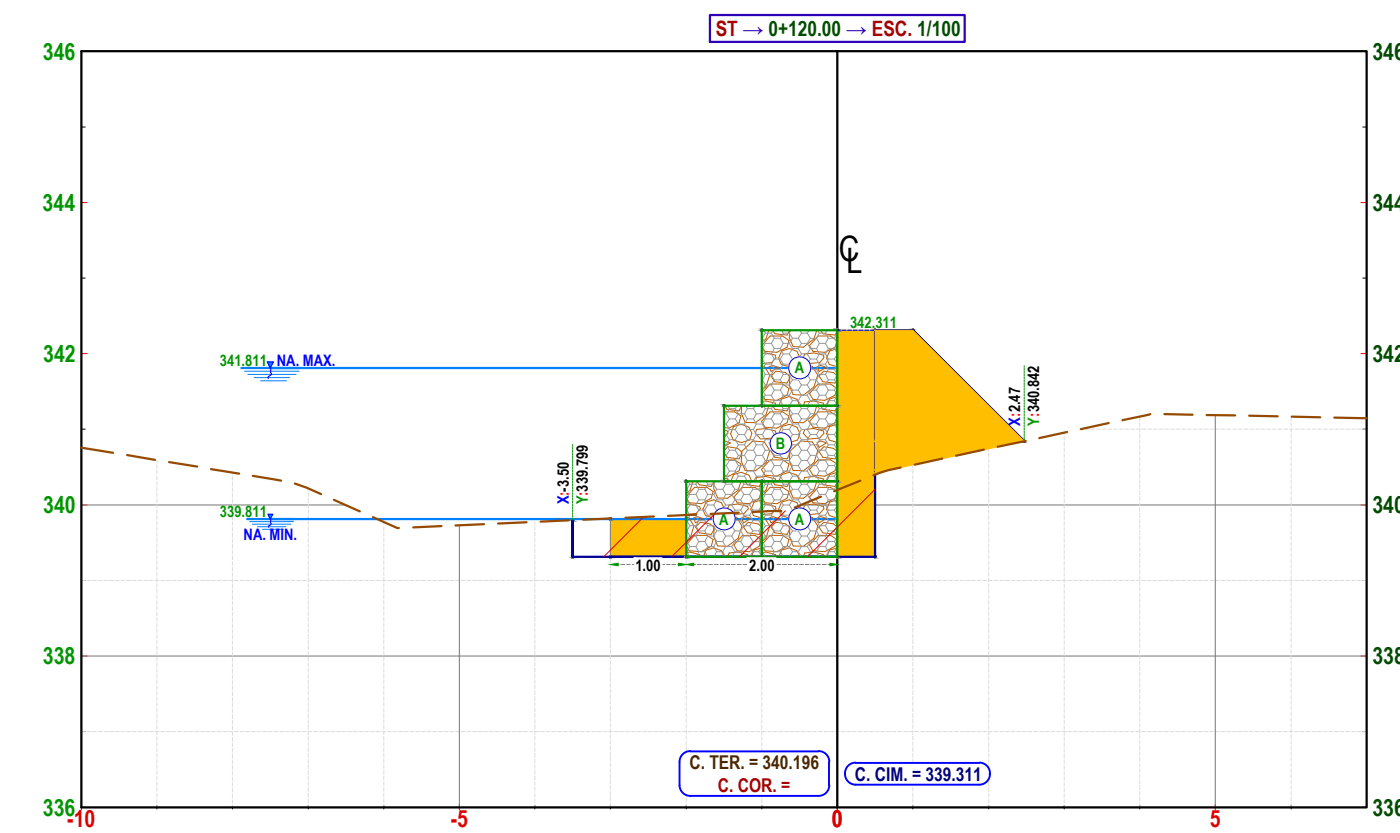 ST → 0+120.00 → ESC. 1/100
346
346
344
344
℄
342.311
342
342
341.811
NA. MAX.
A
X:2.47
Y:340.842
B
X:-3.50
Y:339.799
340
340
339.811
NA. MIN.
A
A
1.00
2.00
338
338
C. TER. = 340.196
C. COR. =
C. CIM. = 339.311
336
336
-10
-5
0
5